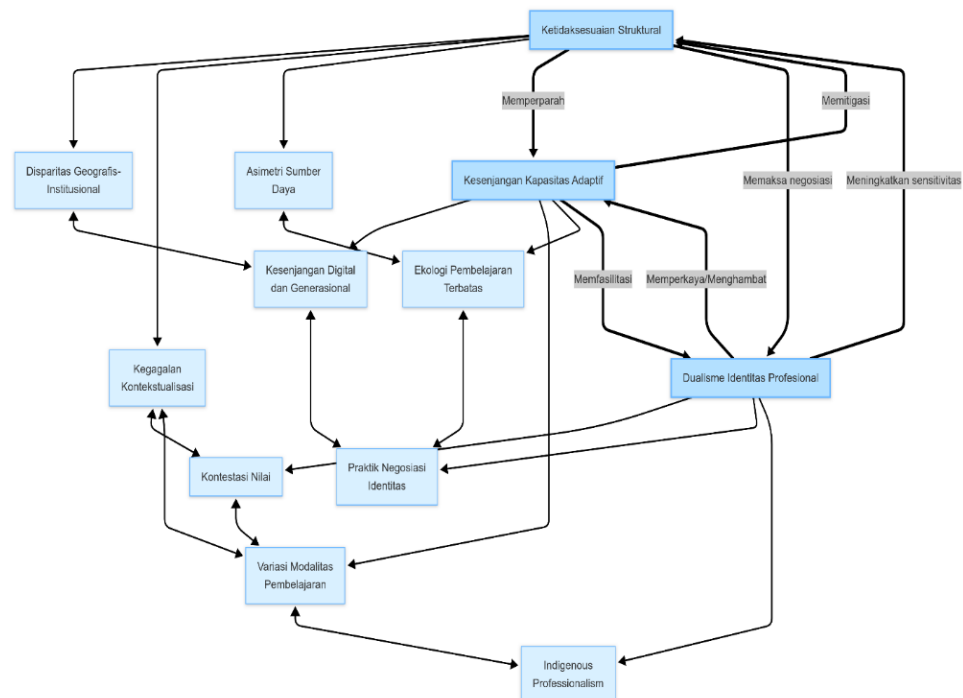 Ketidaksesuaian Struktural
Memperparah
Memitigasi
Disparitas Geografis-
Institusional
Asimetri Sumber
Daya
Kesenjangan Kapasitas Adaptif
Memaksa negosiasi
Meningkatkan sensitivitas
Kesenjangan Digital
dan Generasional
Ekologi Pembelajaran
Terbatas
Memfasilitasi
Memperkaya/Menghambat
Kegagalan
Kontekstualisasi
Dualisme Identitas Profesional
Kontestasi Nilai
Praktik Negosiasi
Identitas
Variasi Modalitas
Pembelajaran
Indigenous
Professionalism